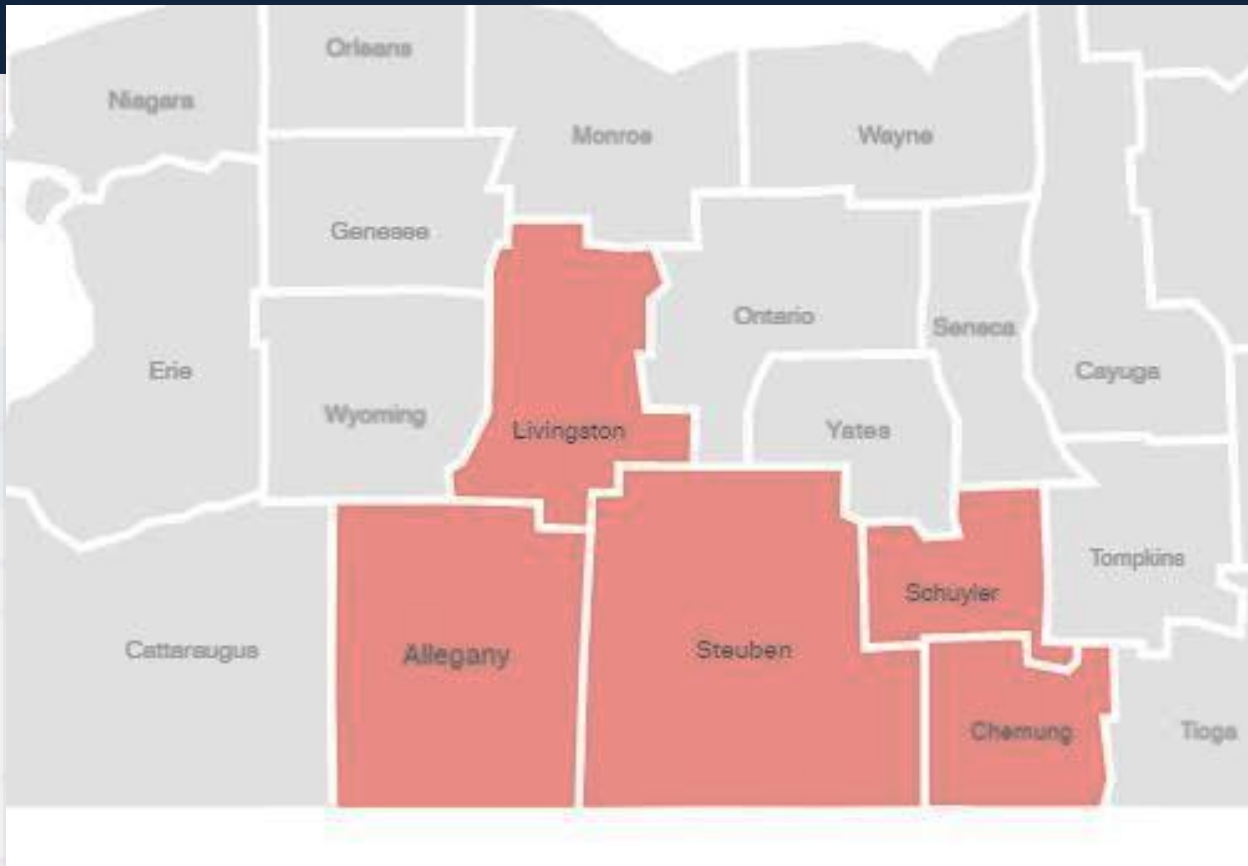 Orleans
Niagara
Monroe
Wayne
Genesee
Ontario
Seneca
Erie
Cayuga
Wyoming
Livingston
Yates
Tompkins
Schuyler
Cattaraugus
Allegany
Steuben
Chemung
Tioga